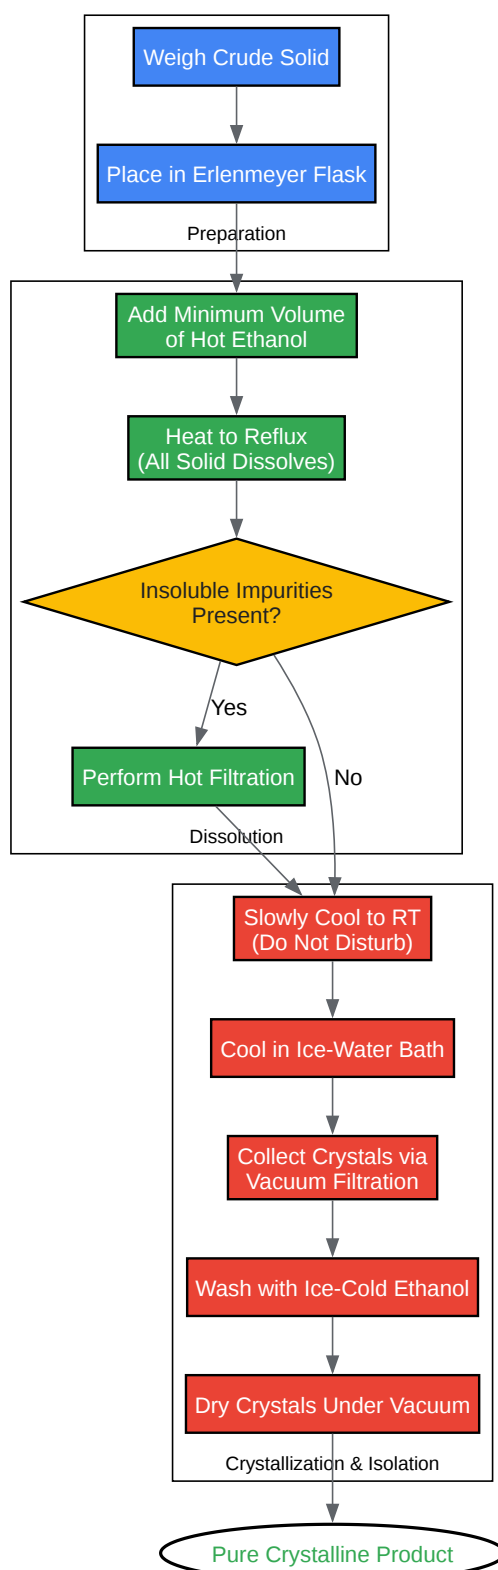 Weigh Crude Solid
Place in Erlenmeyer Flask
Preparation
Add Minimum Volume
of Hot Ethanol
Heat to Reflux
(All Solid Dissolves)
Insoluble Impurities
Present?
Yes
Perform Hot Filtration
No
Dissolution
Slowly Cool to RT
(Do Not Disturb)
Cool in Ice-Water Bath
Collect Crystals via
Vacuum Filtration
Wash with Ice-Cold Ethanol
Dry Crystals Under Vacuum
Crystallization & Isolation
Pure Crystalline Product